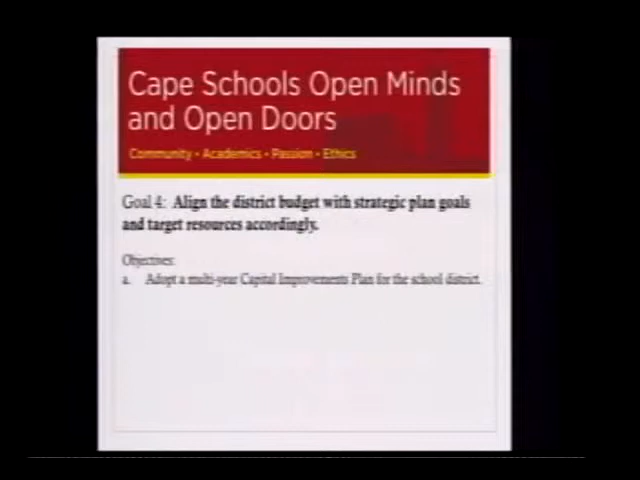 Cape Schools Open Minds
and Open Doors
Community • Academics • Passion • Ethics
Goal 4: Align the district budget with strategic plan goals
and target resources accordingly.
Objectives:
a. Adopt a multi-year Capital Improvements Plan for the school district.